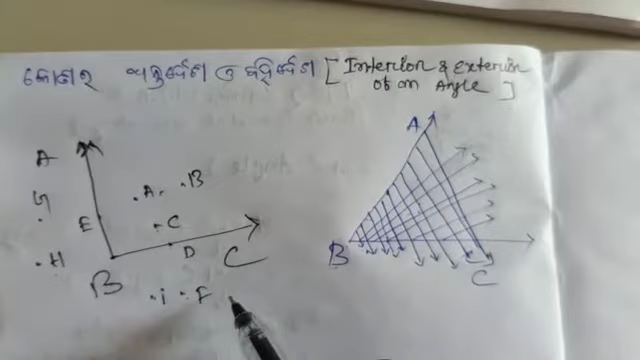 କୋଣର ଅନ୍ତର୍ଦେଶ ଓ ବହିର୍ଦେଶ [ Interior & Exterior
of an Angle ]
A
A
G
.A .B
E
.C
.H
D
B
C
B
C
.i .F